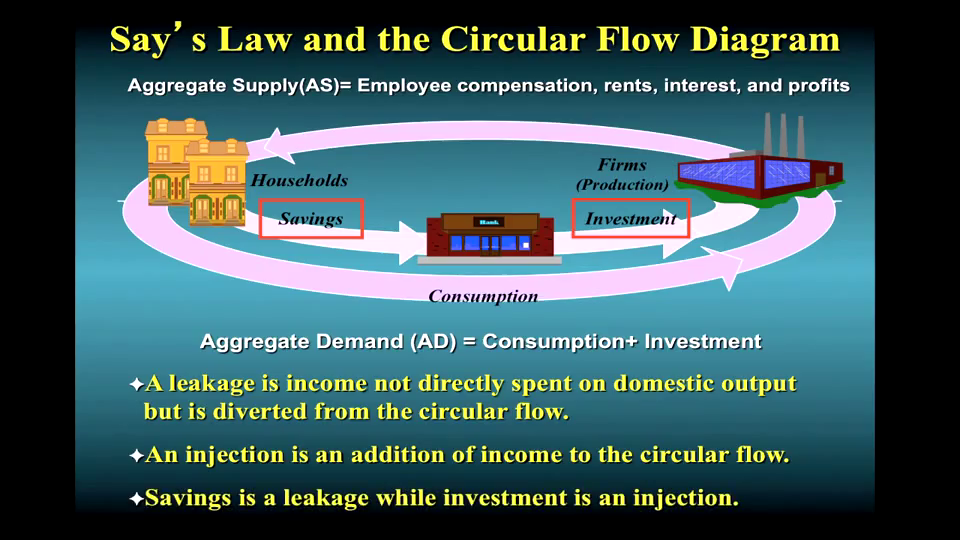 Say’s Law and the Circular Flow Diagram
Aggregate Supply(AS)= Employee compensation, rents, interest, and profits
Households
Firms
(Production)
Savings
Bank
Investment
Consumption
Aggregate Demand (AD) = Consumption+ Investment
✦A leakage is income not directly spent on domestic output
but is diverted from the circular flow.
✦An injection is an addition of income to the circular flow.
✦Savings is a leakage while investment is an injection.